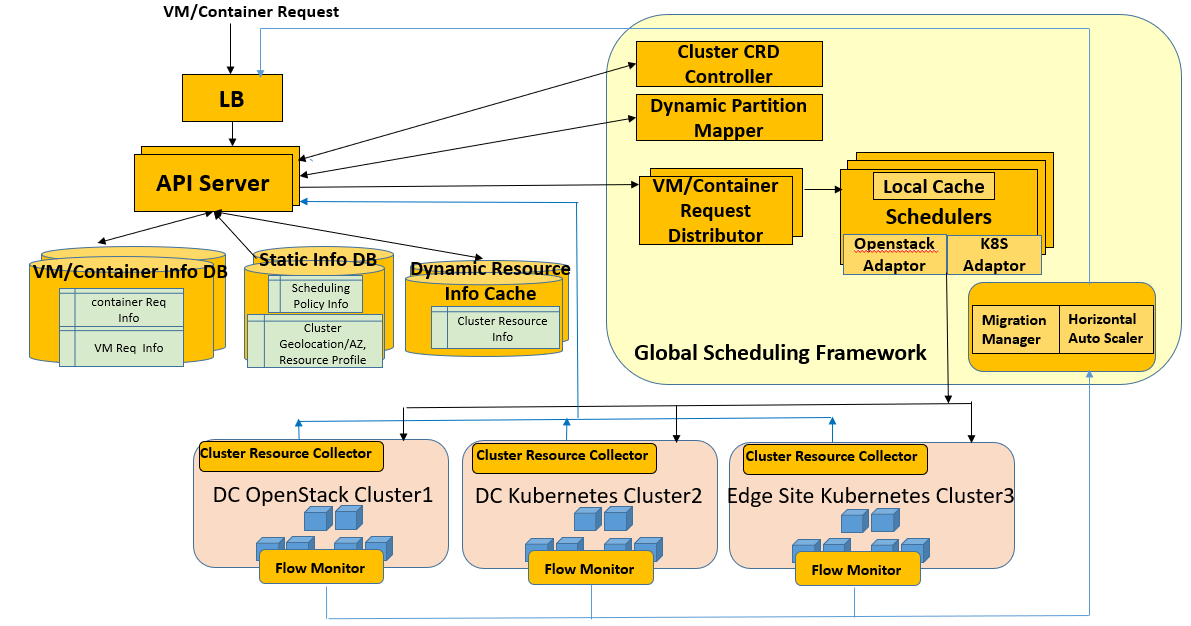 VM/Container Request
LB
API Server
Cluster CRD
Controller
Dynamic Partition
Mapper
VM/Container
Request
Distributor
Local Cache
Schedulers
Openstack
Adaptor
K8S
Adaptor
Migration
Manager
Horizontal
Auto Scaler
Global Scheduling Framework
VM/Container Info DB
container Req
Info
VM Req Info
Static Info DB
Scheduling
Policy Info
Cluster
Geolocation/AZ,
Resource Profile
Dynamic Resource
Info Cache
Cluster Resource
Info
Cluster Resource Collector
DC OpenStack Cluster1
Flow Monitor
Cluster Resource Collector
DC Kubernetes Cluster2
Flow Monitor
Cluster Resource Collector
Edge Site Kubernetes Cluster3
Flow Monitor